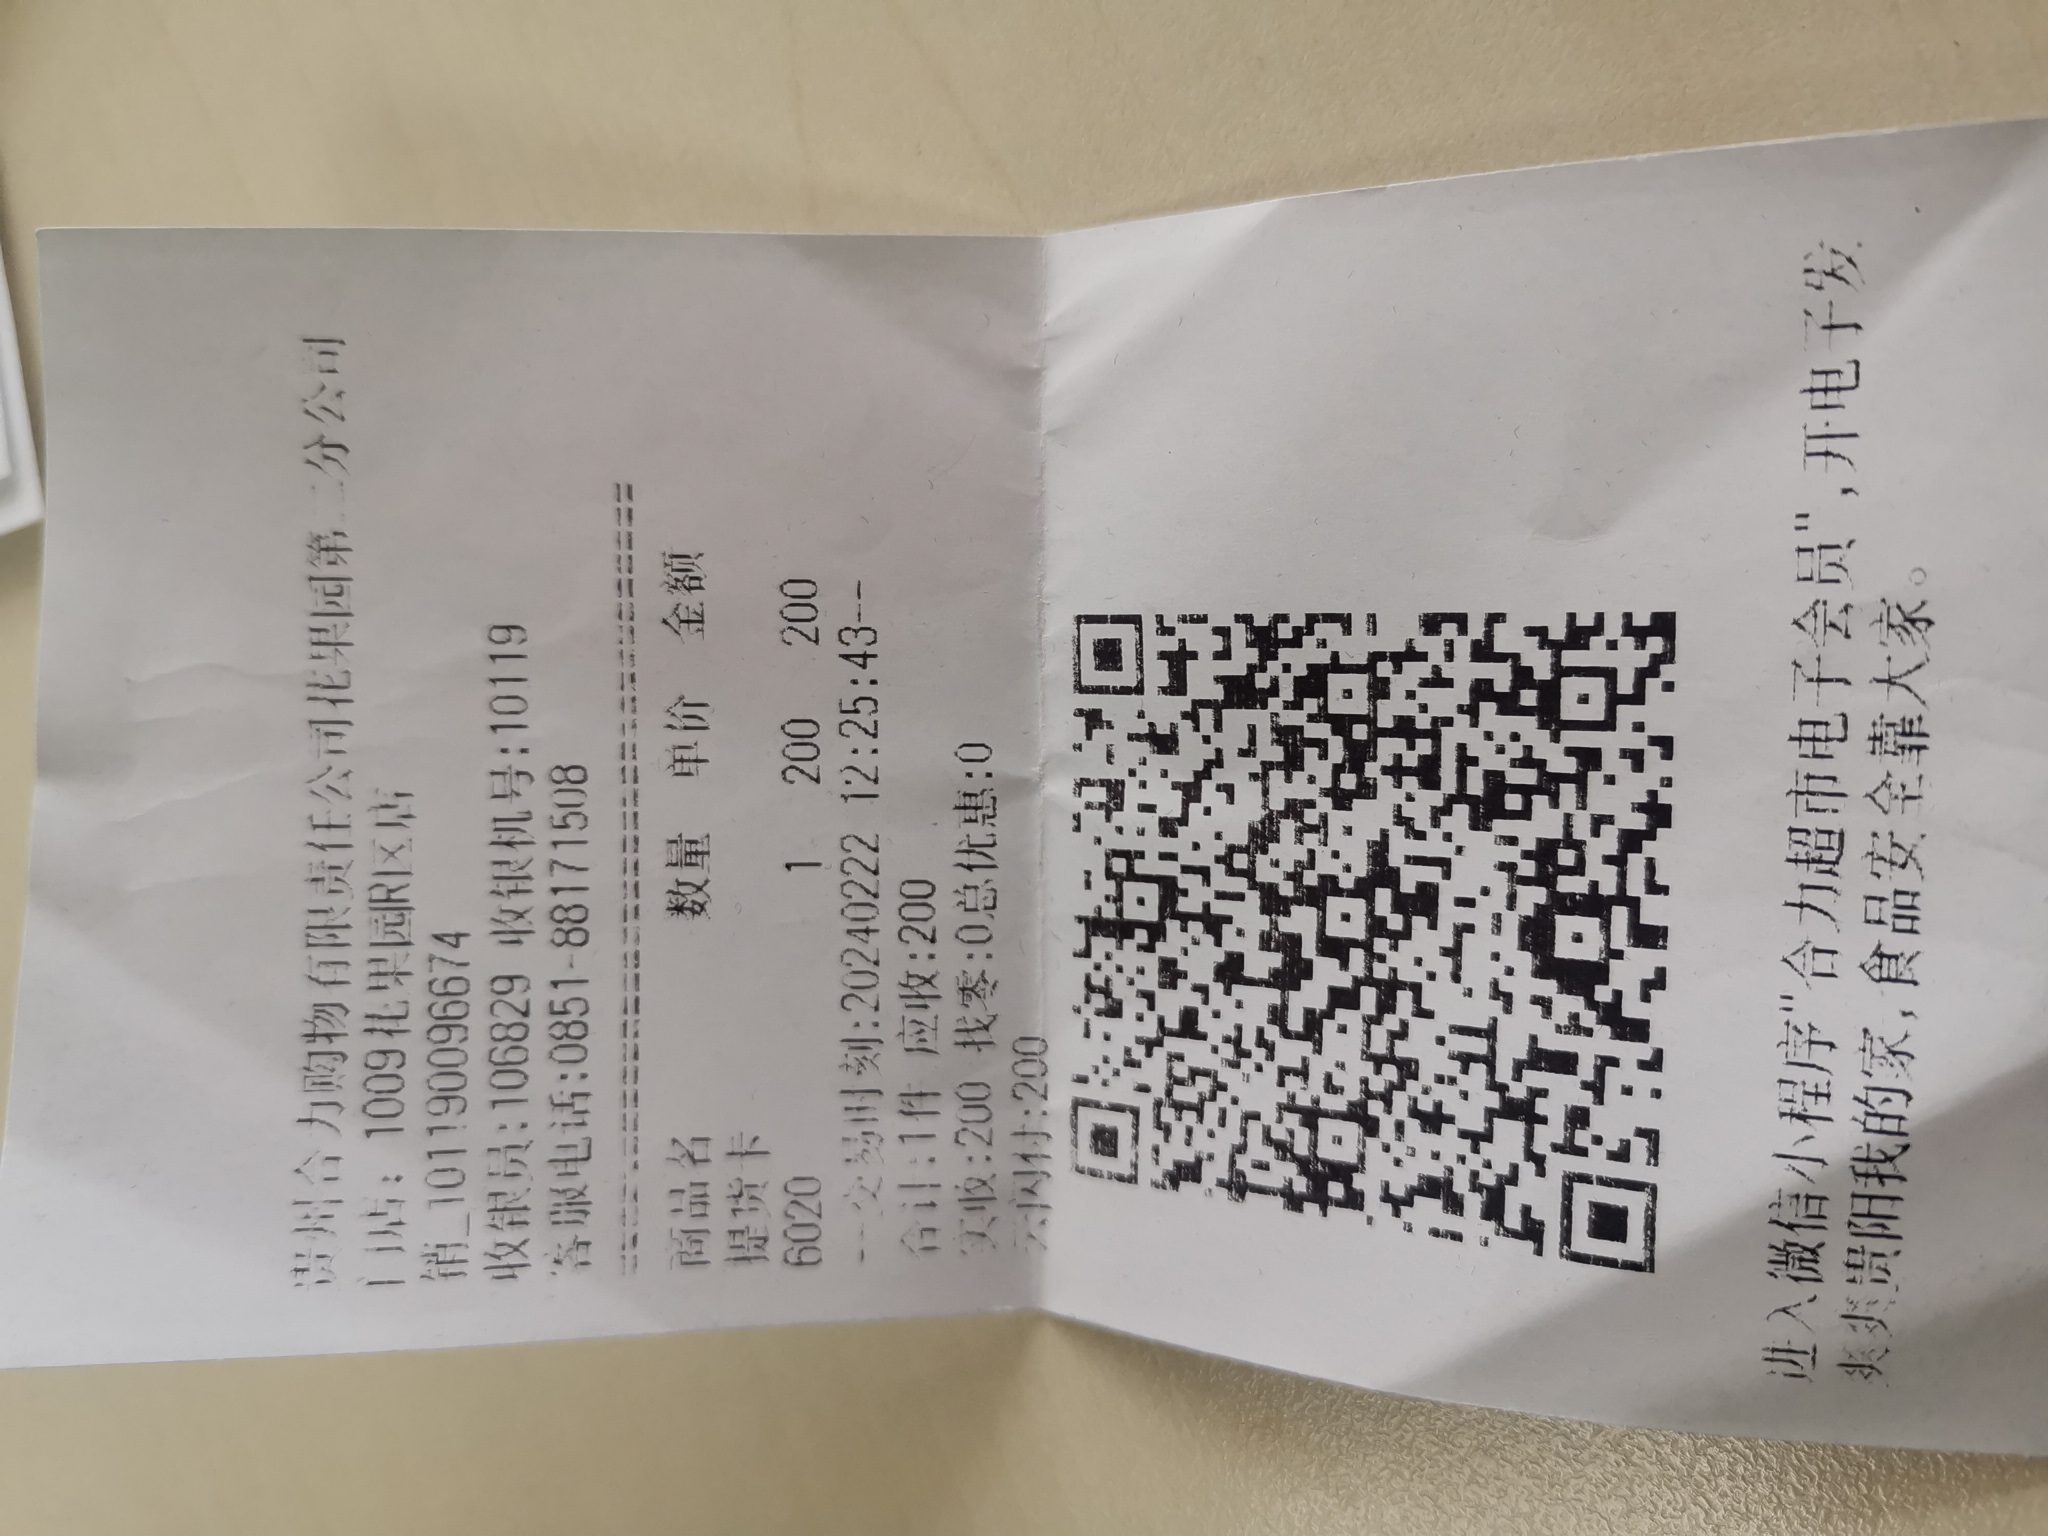 贵州合力购物有限责任公司花果园第二分公司
门店: 1009花果园R区店
销_101190096674
收银员:106829 收银机号:10119
客服电话:0851-88171508
================================
商品名 数量 单价 金额
提货卡
6020 1 200 200
---交易时刻:20240222 12:25:43--
合计:1件 应收:200
实收:200 找零:0总优惠:0
云闪付:200
进入微信小程序"合力超市电子会员",开电子发
爽爽贵阳我的家,食品安全靠大家。